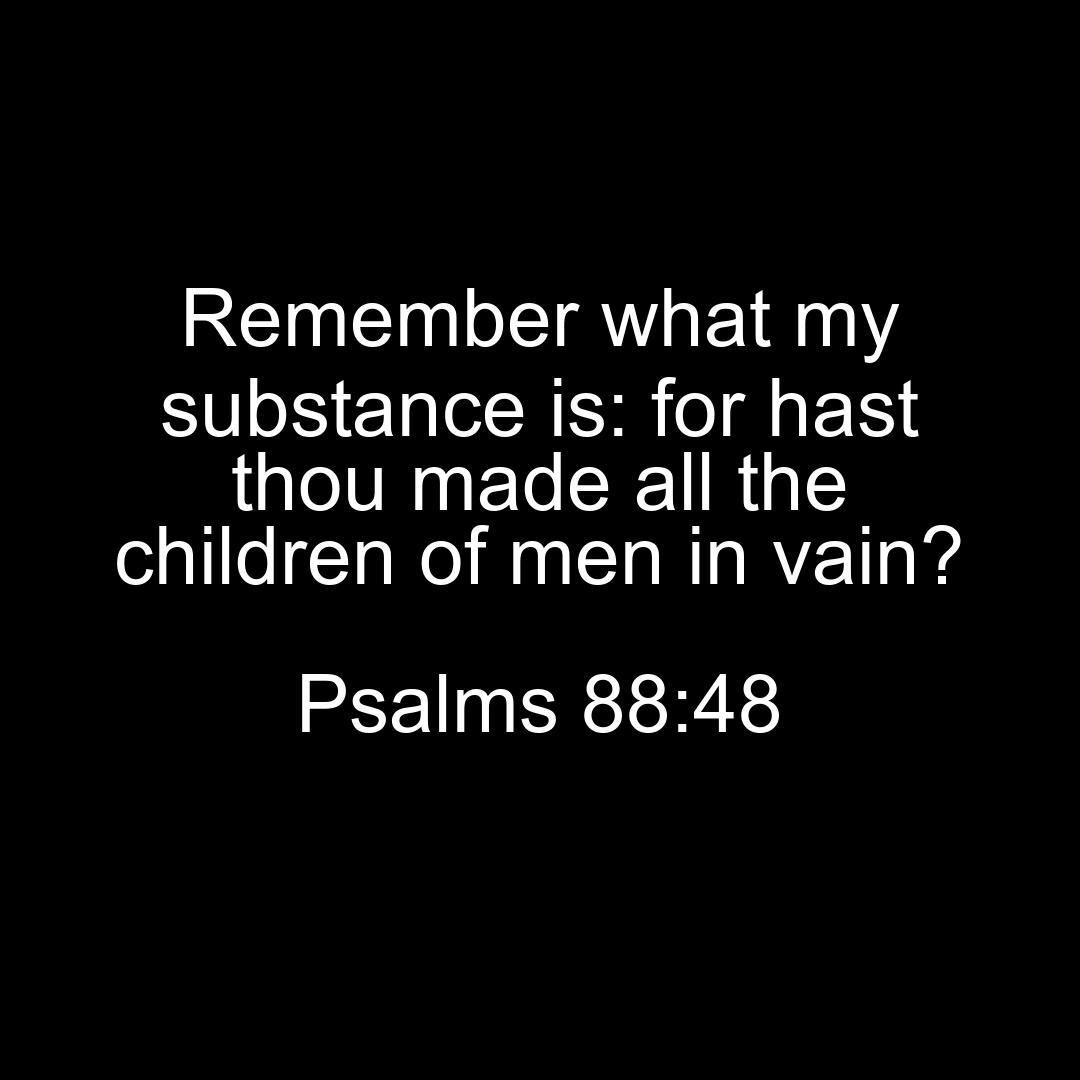 Remember what my
substance is: for hast
thou made all the
children of men in vain?
Psalms 88:48